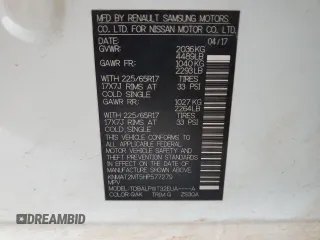 MFD BY RENAULT SAMSUNG MOTORS
CO. LTD. FOR NISSAN MOTOR CO. LTD.
DATE: 04/17
GVWR: 2036KG
4489LB
GAWR FR: 1040 KG
2293LB
WITH 225/65R17 TIRES
17X7J RIMS AT 33 PSI
COLD SINGLE
GAWR RR: 1027 KG
2264LB
WITH 225/65R17 TIRES
17X7J RIMS AT 33 PSI
COLD SINGLE
THIS VEHICLE CONFORMS TO ALL
APPLICABLE FEDERAL MOTOR
VEHICLE SAFETY, BUMPER, AND
THEFT PREVENTION STANDARDS
IN EFFECT ON THE DATE OF
MANUFACTURE SHOWN ABOVE.
KNMAT2MT5HP577279
MPV
COLOR:QAK TRIM:G